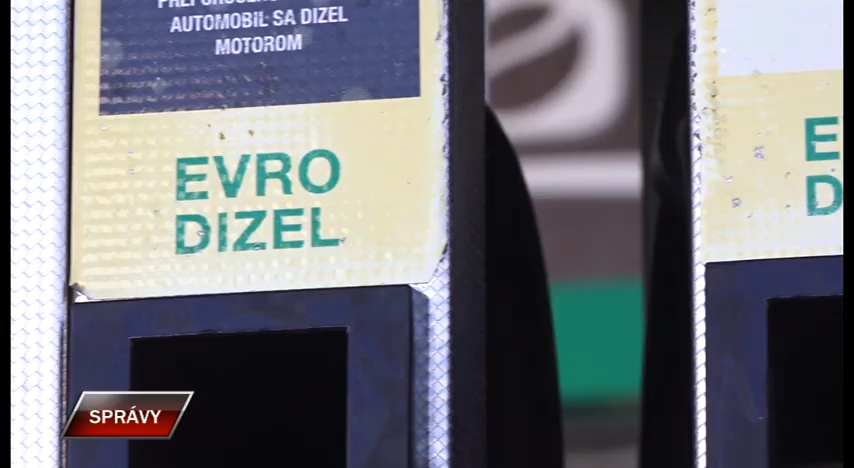 AUTOMOBIL SA DIZEL
MOTOROM
EVRO
DIZEL
E
D
SPRÁVY